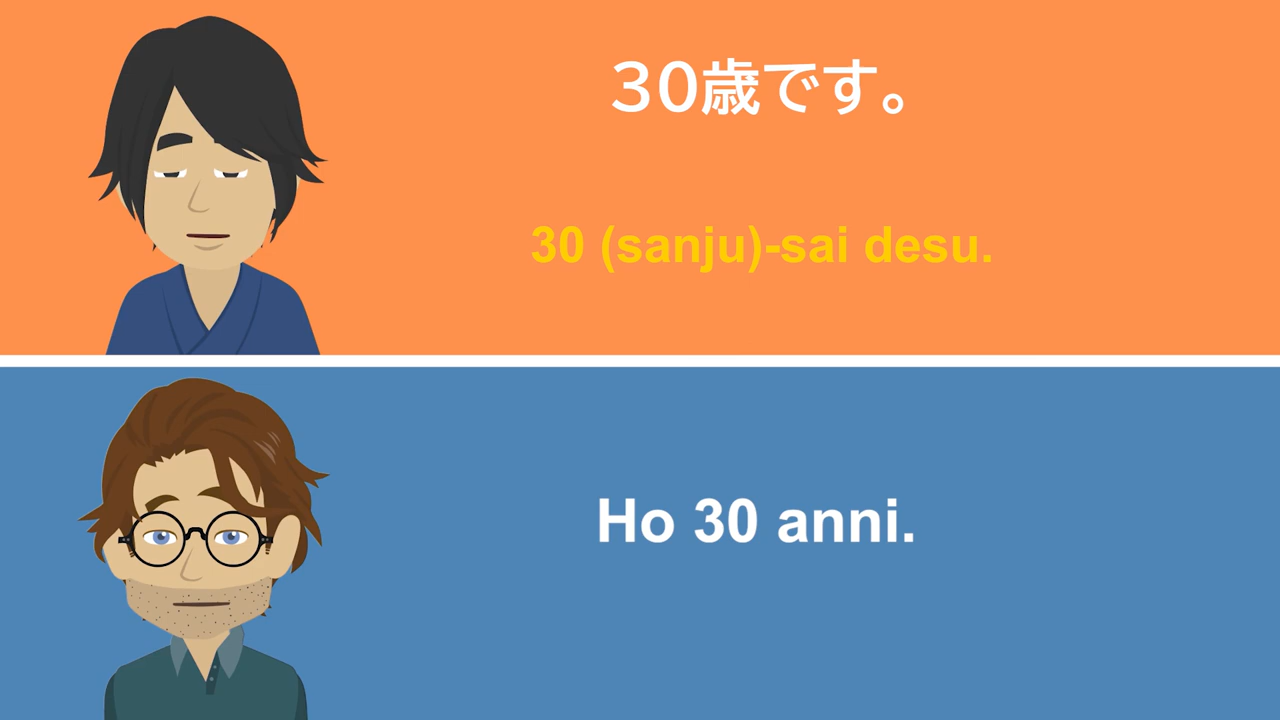 30歳です。
30 (sanju)-sai desu.
Ho 30 anni.